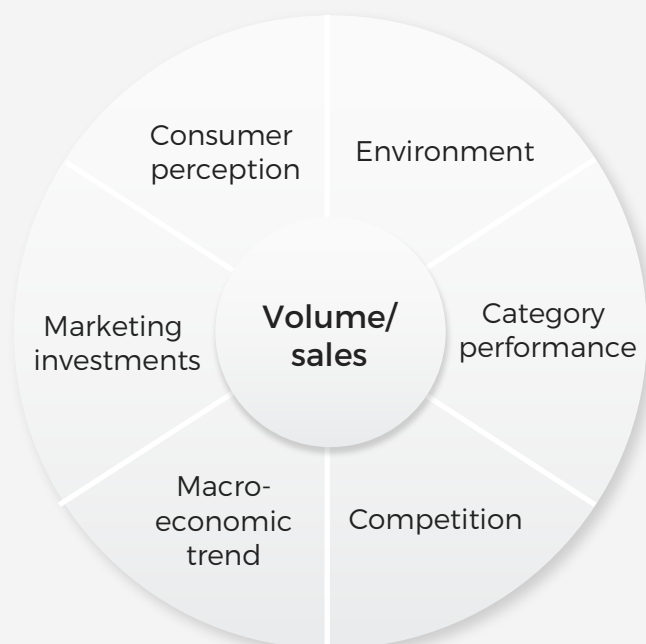 Consumer
perception
Environment
Marketing
investments
Volume/
sales
Category
performance
Macro-
economic
trend
Competition